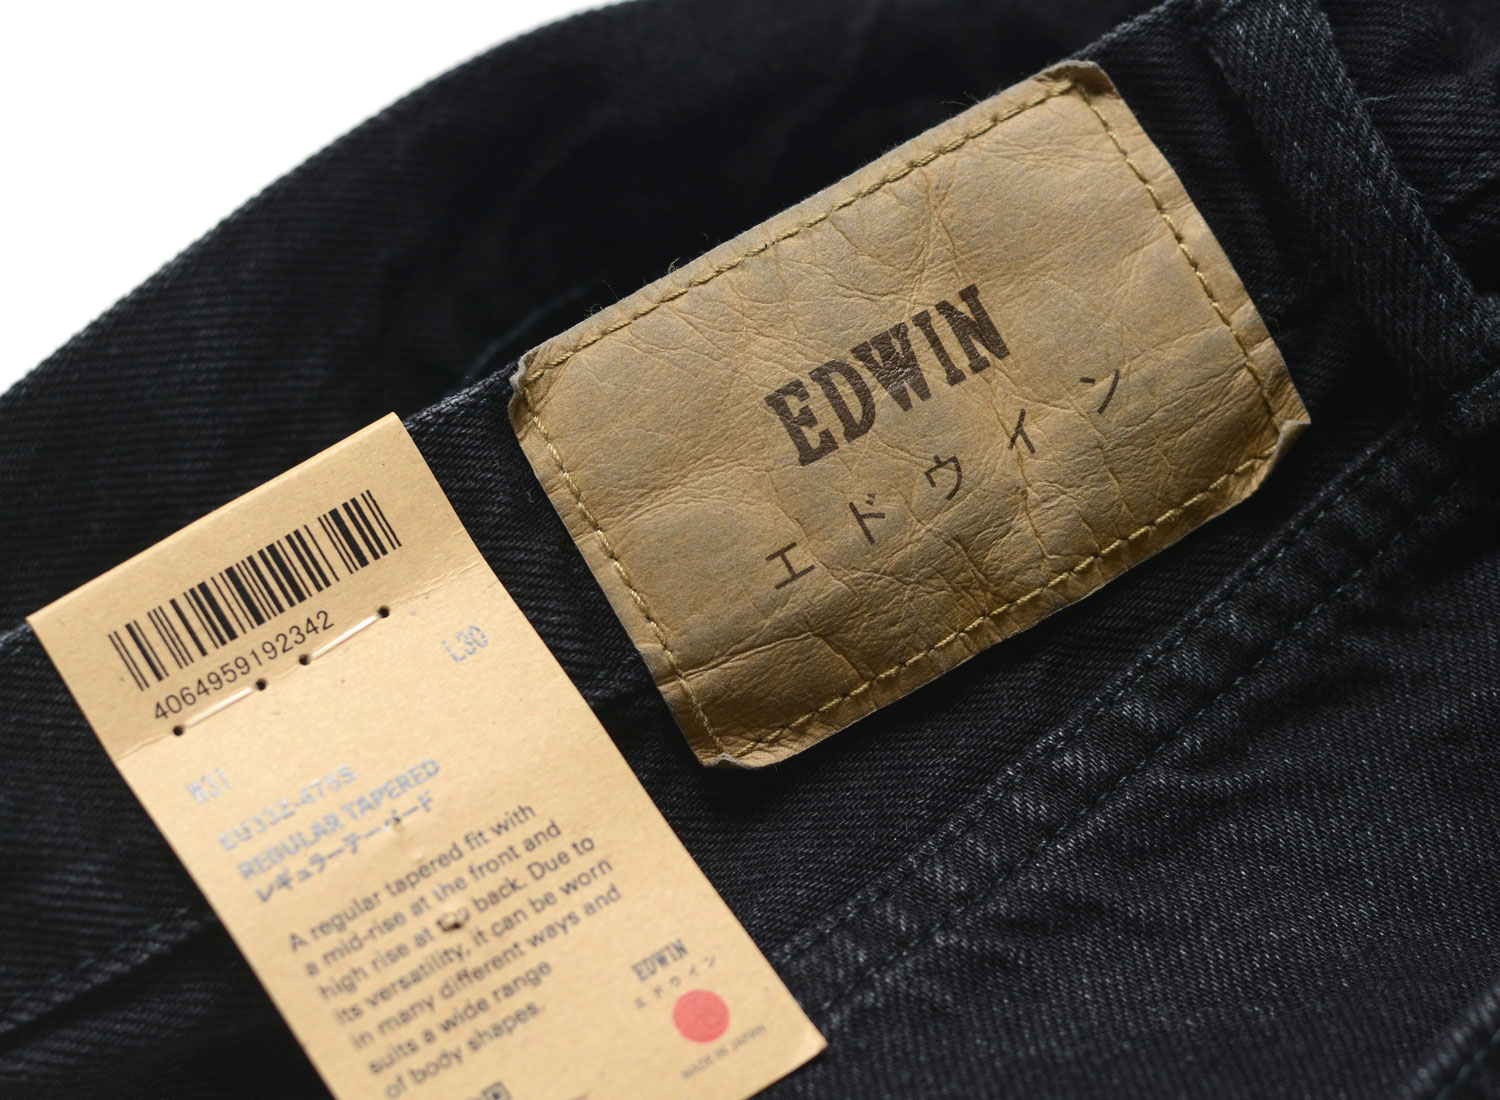 EDWIN
エドウイン
4064959192342
W31 L30
REGULAR TAPERED
レギュラーテーパード
A regular tapered fit with
a mid-rise at the front and
high rise at the back. Due to
its versatility, it can be worn
in many different ways and
suits a wide range
of body shapes.
EDWIN
エドウイン
MADE IN JAPAN